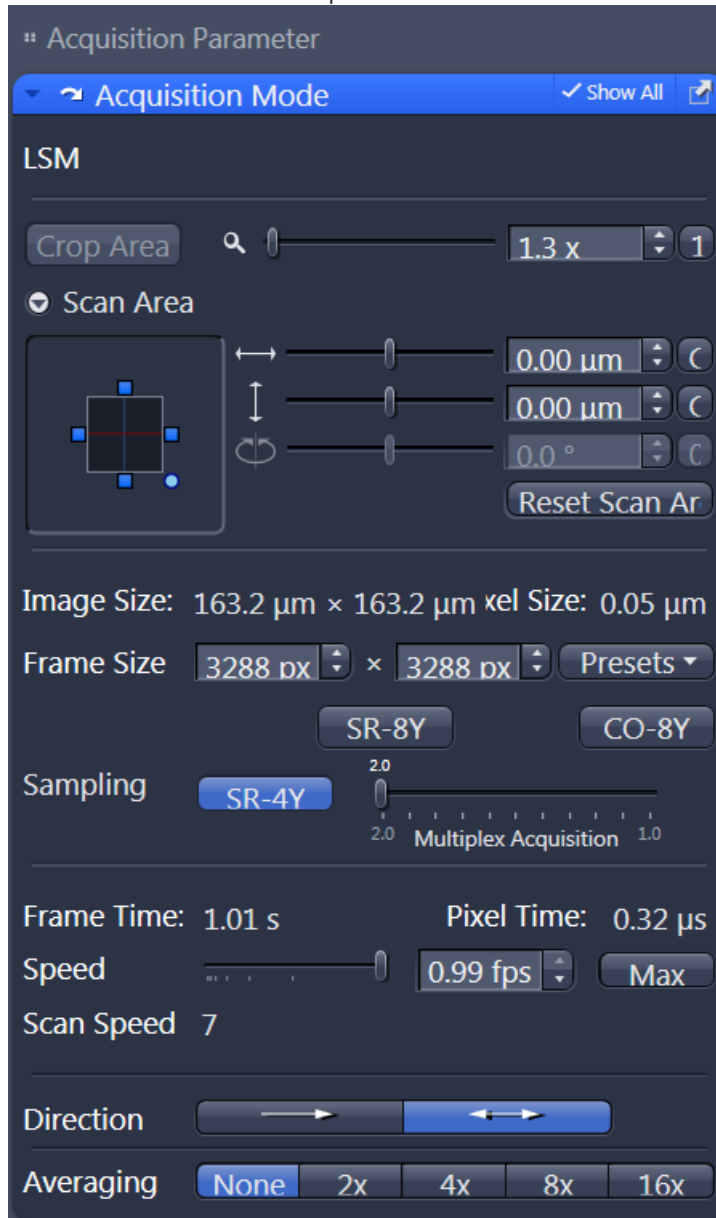 Acquisition Parameter
Acquisition Mode Show All
LSM
Crop Area 1.3 x 1
Scan Area
0.00 µm C
0.00 µm C
0.0 ° C
Reset Scan Ar
Image Size: 163.2 µm × 163.2 µm xel Size: 0.05 µm
Frame Size 3288 px × 3288 px Presets
SR-8Y CO-8Y
2.0
Sampling SR-4Y
2.0 Multiplex Acquisition 1.0
Frame Time: 1.01 s Pixel Time: 0.32 µs
Speed 0.99 fps Max
Scan Speed 7
Direction
Averaging None 2x 4x 8x 16x